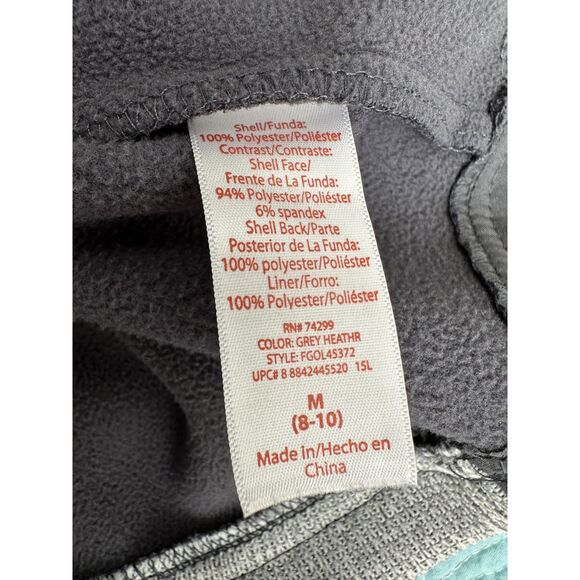 Shell/Funda:
100% Polyester/Poliéster
Contrast/Contraste:
Shell Face/
Frente de La Funda:
94% Polyester/Poliéster
6% spandex
Shell Back/Parte
Posterior de La Funda:
100% polyester/Poliéster
Liner/Forro:
100% Polyester/Poliéster
RN# 74299
COLOR: GREY HEATHR
STYLE: FGOL45372
UPC# 8 8842445520 15L
M
(8-10)
Made in/Hecho en
China